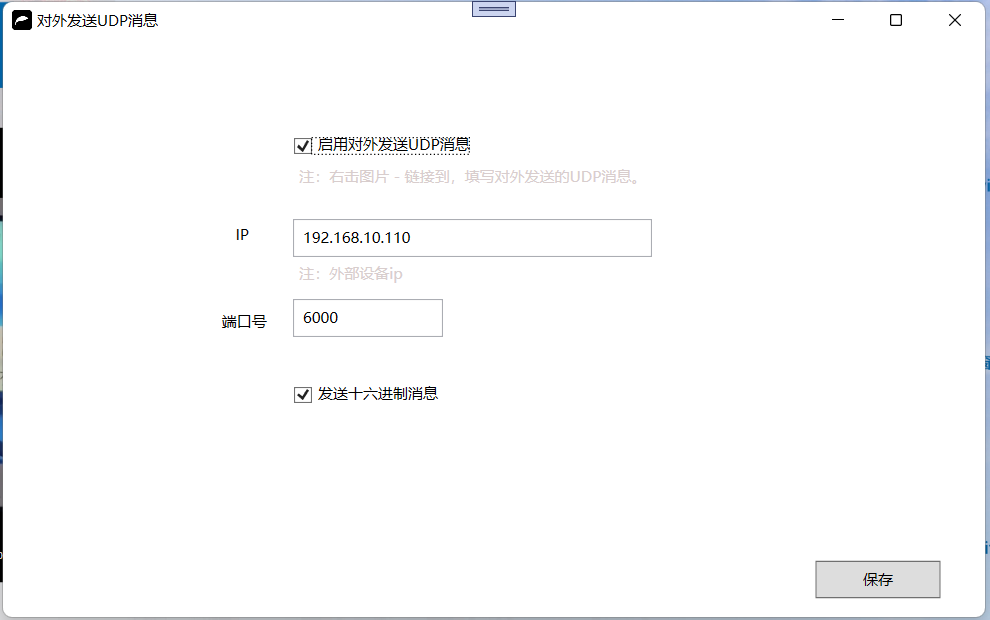 对外发送UDP消息
启用对外发送UDP消息
注：右击图片 - 链接到，填写对外发送的UDP消息。
IP
192.168.10.110
注：外部设备ip
端口号
6000
发送十六进制消息
保存